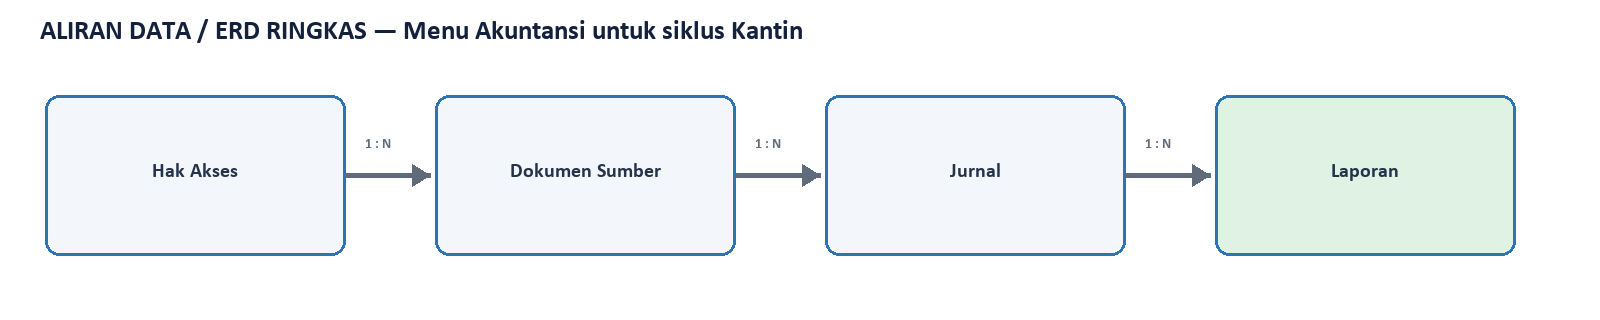 ALIRAN DATA / ERD RINGKAS — Menu Akuntansi untuk siklus Kantin
1 : N
1 : N
1 : N
Hak Akses
Dokumen Sumber
Jurnal
Laporan